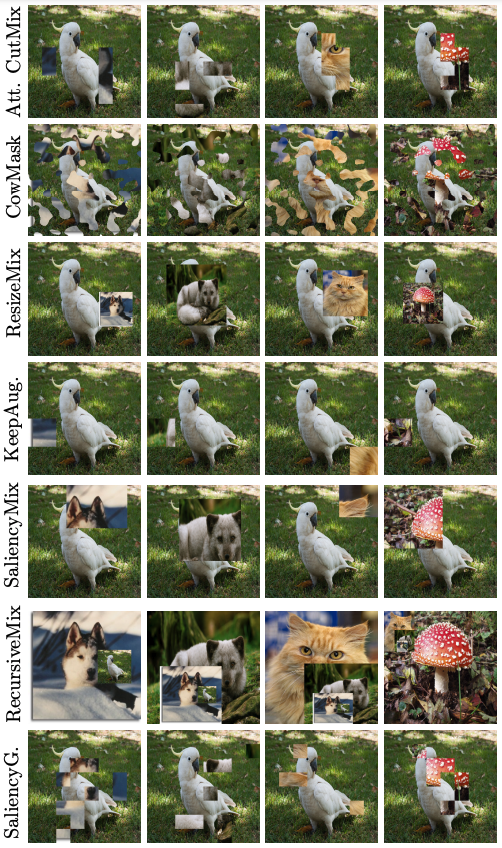 Att. CutMix
CowMask
ResizeMix
KeepAug.
SaliencyMix
RecursiveMix
SaliencyG.